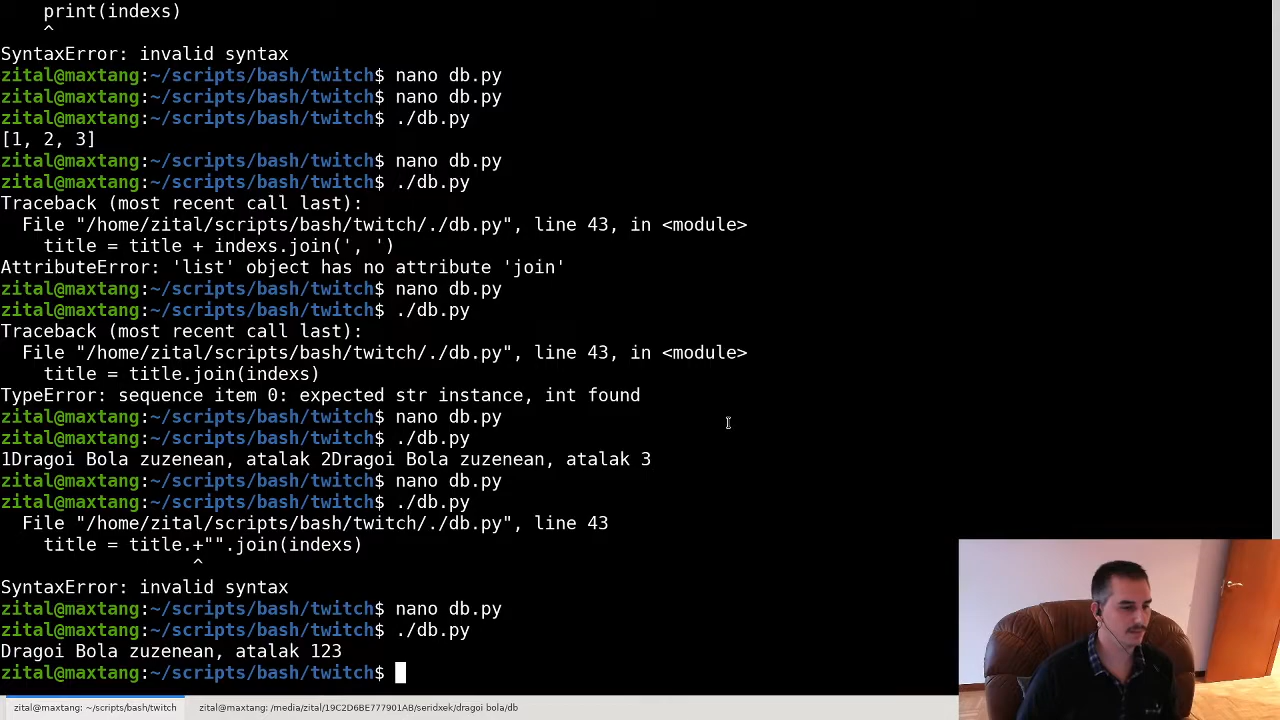 print(indexs)
^
SyntaxError: invalid syntax
zital@maxtang:~/scripts/bash/twitch$ nano db.py
zital@maxtang:~/scripts/bash/twitch$ nano db.py
zital@maxtang:~/scripts/bash/twitch$ ./db.py
[1, 2, 3]
zital@maxtang:~/scripts/bash/twitch$ nano db.py
zital@maxtang:~/scripts/bash/twitch$ ./db.py
Traceback (most recent call last):
File "/home/zital/scripts/bash/twitch/./db.py", line 43, in <module>
title = title + indexs.join(', ')
AttributeError: 'list' object has no attribute 'join'
zital@maxtang:~/scripts/bash/twitch$ nano db.py
zital@maxtang:~/scripts/bash/twitch$ ./db.py
Traceback (most recent call last):
File "/home/zital/scripts/bash/twitch/./db.py", line 43, in <module>
title = title.join(indexs)
TypeError: sequence item 0: expected str instance, int found
zital@maxtang:~/scripts/bash/twitch$ nano db.py
zital@maxtang:~/scripts/bash/twitch$ ./db.py
1Dragoi Bola zuzenean, atalak 2Dragoi Bola zuzenean, atalak 3
zital@maxtang:~/scripts/bash/twitch$ nano db.py
zital@maxtang:~/scripts/bash/twitch$ ./db.py
File "/home/zital/scripts/bash/twitch/./db.py", line 43
title = title.+"".join(indexs)
^
SyntaxError: invalid syntax
zital@maxtang:~/scripts/bash/twitch$ nano db.py
zital@maxtang:~/scripts/bash/twitch$ ./db.py
Dragoi Bola zuzenean, atalak 123
zital@maxtang:~/scripts/bash/twitch$
zital@maxtang: ~/scripts/bash/twitch
zital@maxtang: /media/zital/19C2D6BE777901AB/seridxek/dragoi bola/db